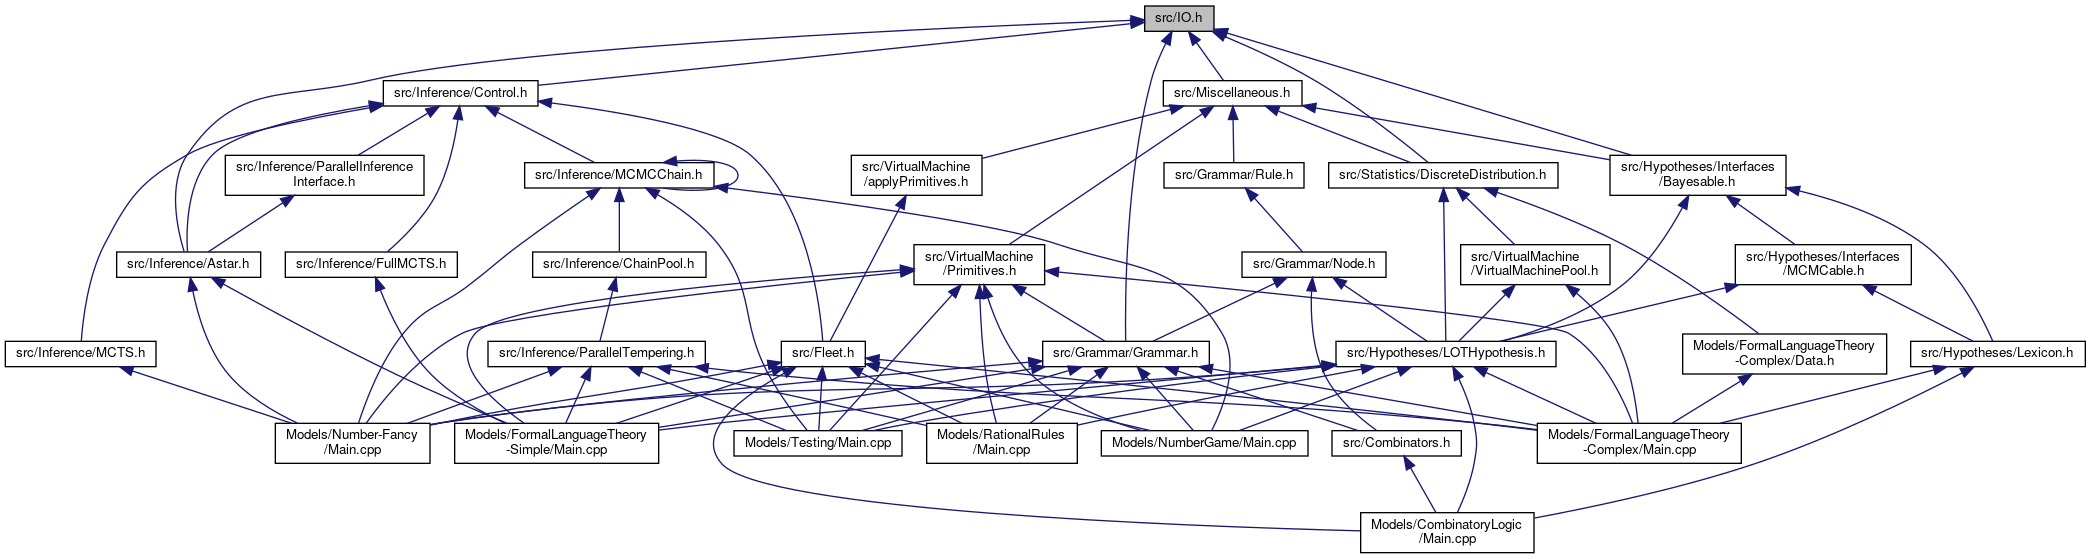 src/IO.h
src/Inference/Control.h
src/Miscellaneous.h
src/Inference/ParallelInference
Interface.h
src/Inference/MCMCChain.h
src/VirtualMachine
/applyPrimitives.h
src/Grammar/Rule.h
src/Statistics/DiscreteDistribution.h
src/Hypotheses/Interfaces
/Bayesable.h
src/Inference/Astar.h
src/Inference/FullMCTS.h
src/Inference/ChainPool.h
src/VirtualMachine
/Primitives.h
src/Grammar/Node.h
src/VirtualMachine
/VirtualMachinePool.h
src/Hypotheses/Interfaces
/MCMCable.h
src/Inference/MCTS.h
src/Inference/ParallelTempering.h
src/Fleet.h
src/Grammar/Grammar.h
src/Hypotheses/LOTHypothesis.h
Models/FormalLanguageTheory
-Complex/Data.h
src/Hypotheses/Lexicon.h
Models/Number-Fancy
/Main.cpp
Models/FormalLanguageTheory
-Simple/Main.cpp
Models/Testing/Main.cpp
Models/RationalRules
/Main.cpp
Models/NumberGame/Main.cpp
src/Combinators.h
Models/FormalLanguageTheory
-Complex/Main.cpp
Models/CombinatoryLogic
/Main.cpp